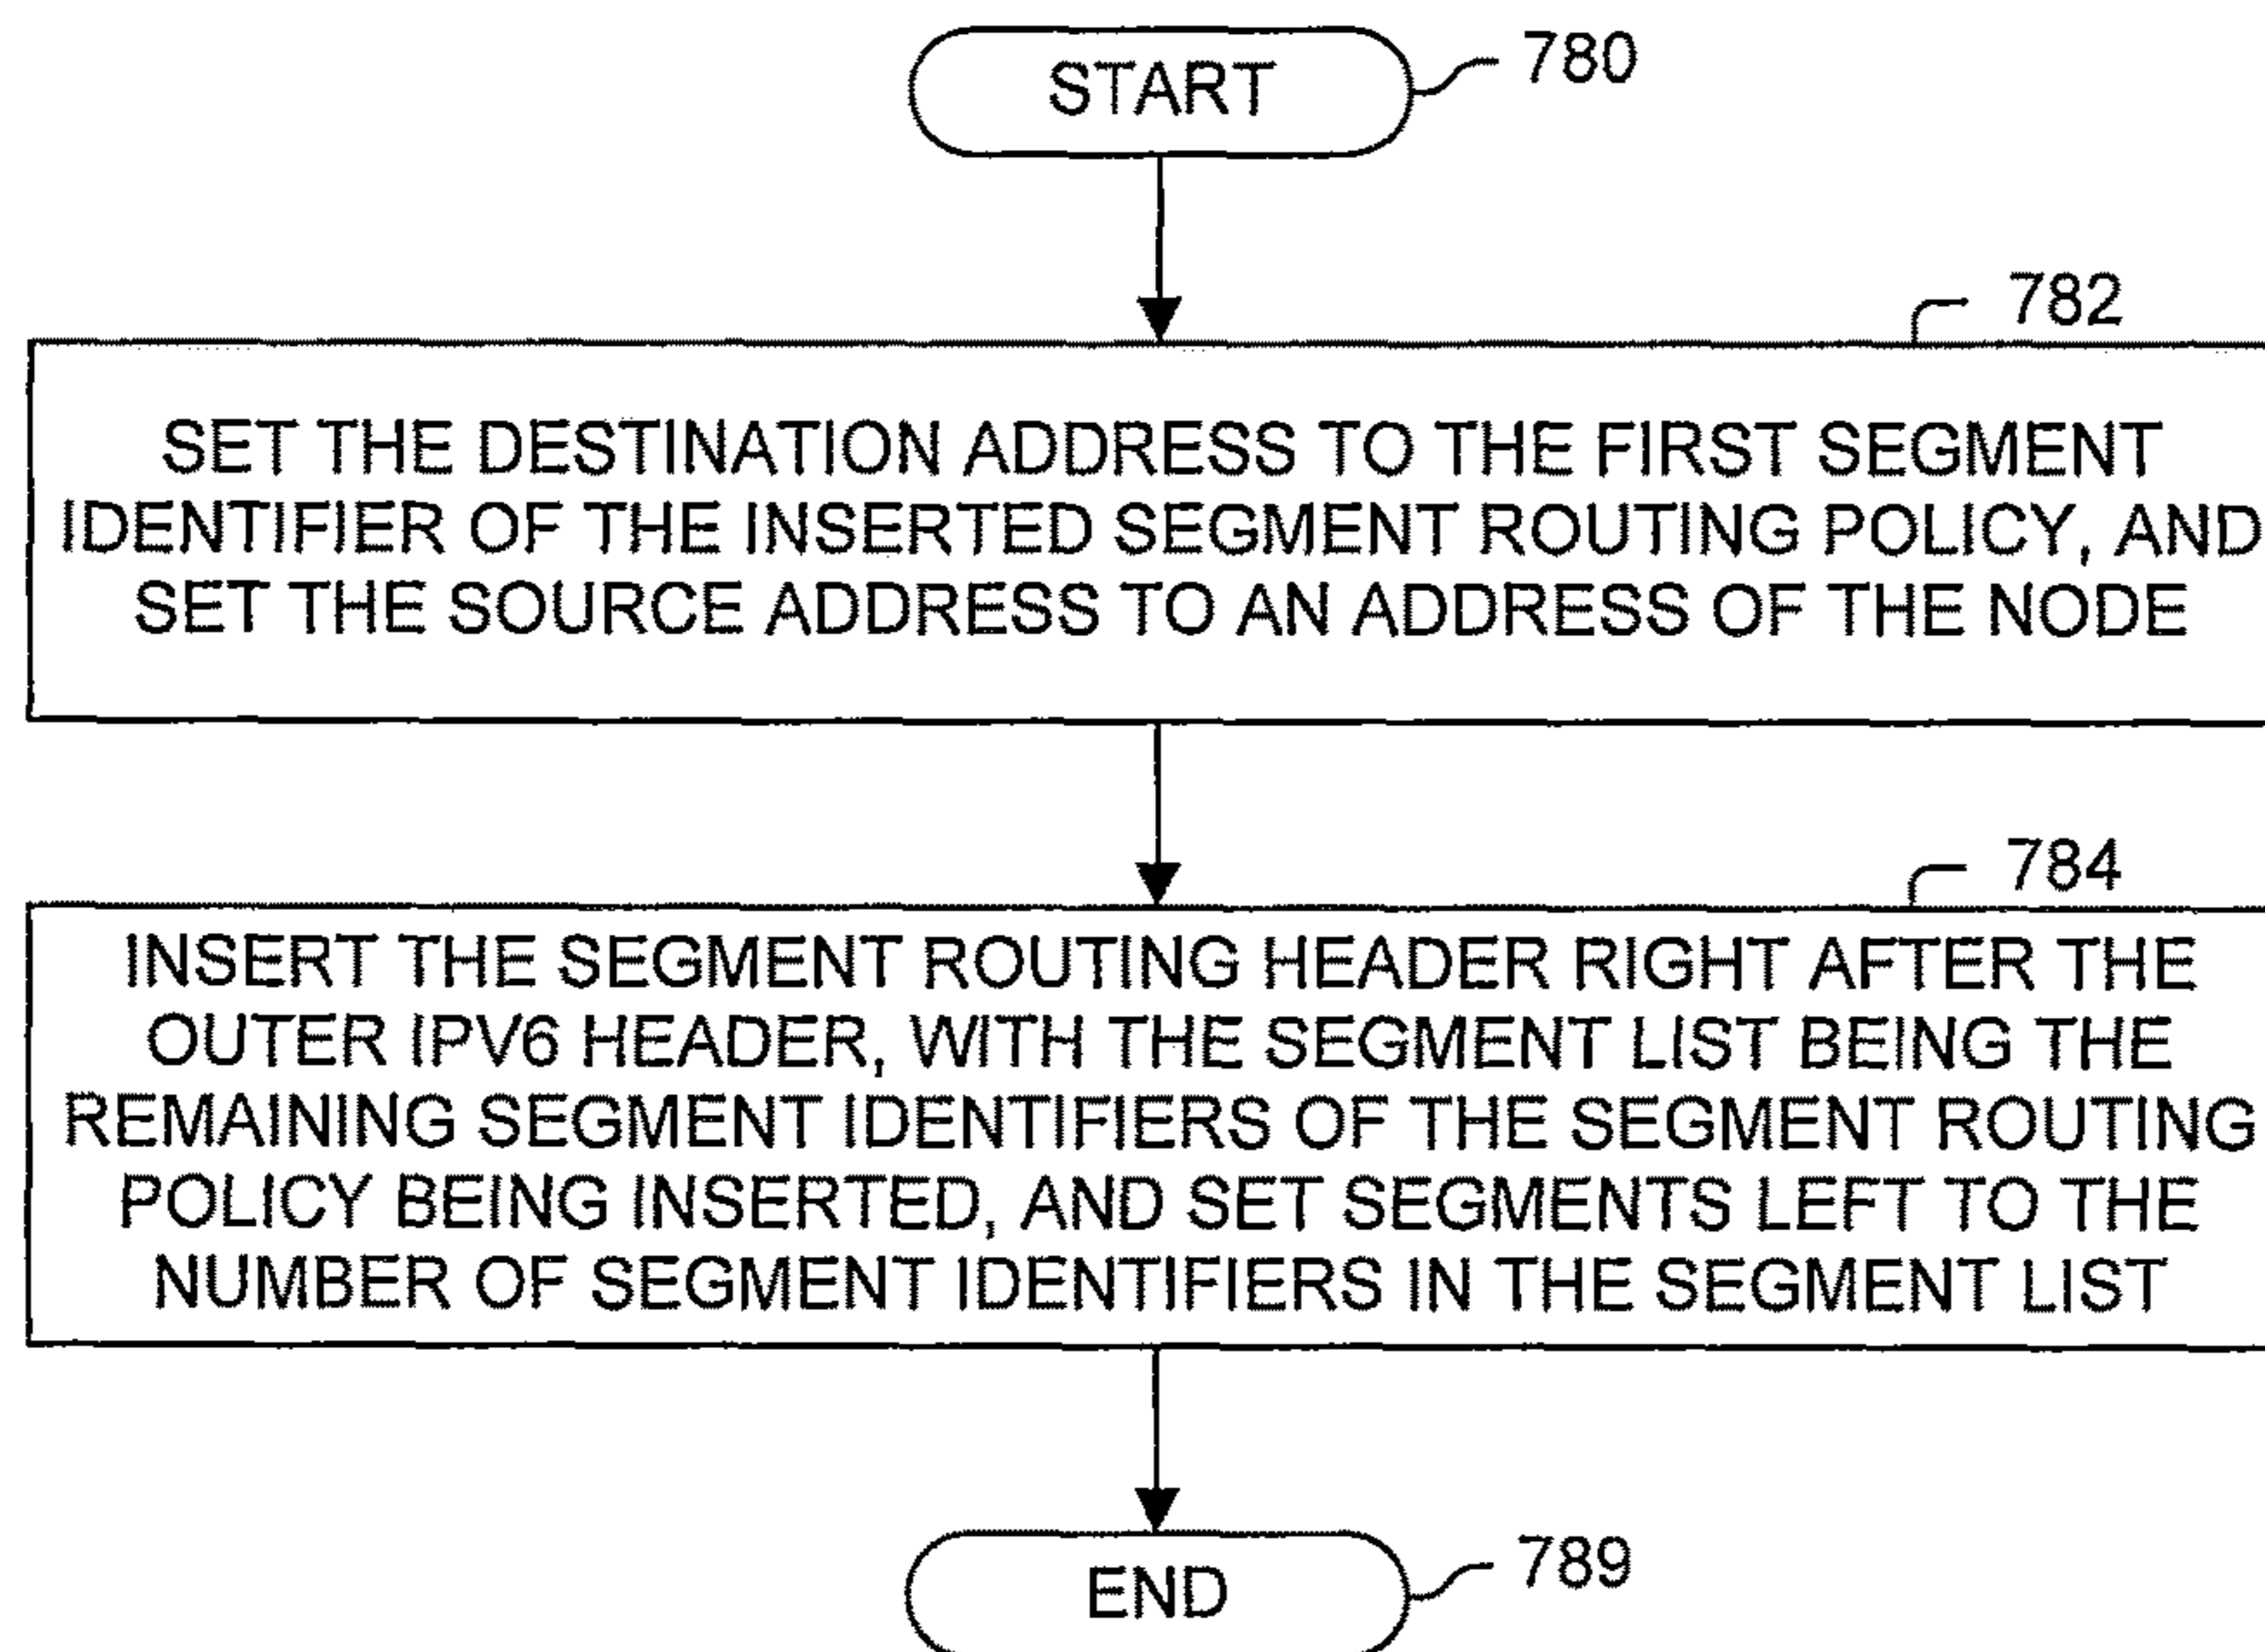 START
780
782
SET THE DESTINATION ADDRESS TO THE FIRST SEGMENT
IDENTIFIER OF THE INSERTED SEGMENT ROUTING POLICY, AND
SET THE SOURCE ADDRESS TO AN ADDRESS OF THE NODE
784
INSERT THE SEGMENT ROUTING HEADER RIGHT AFTER THE
OUTER IPV6 HEADER, WITH THE SEGMENT LIST BEING THE
REMAINING SEGMENT IDENTIFIERS OF THE SEGMENT ROUTING
POLICY BEING INSERTED, AND SET SEGMENTS LEFT TO THE
NUMBER OF SEGMENT IDENTIFIERS IN THE SEGMENT LIST
END
789